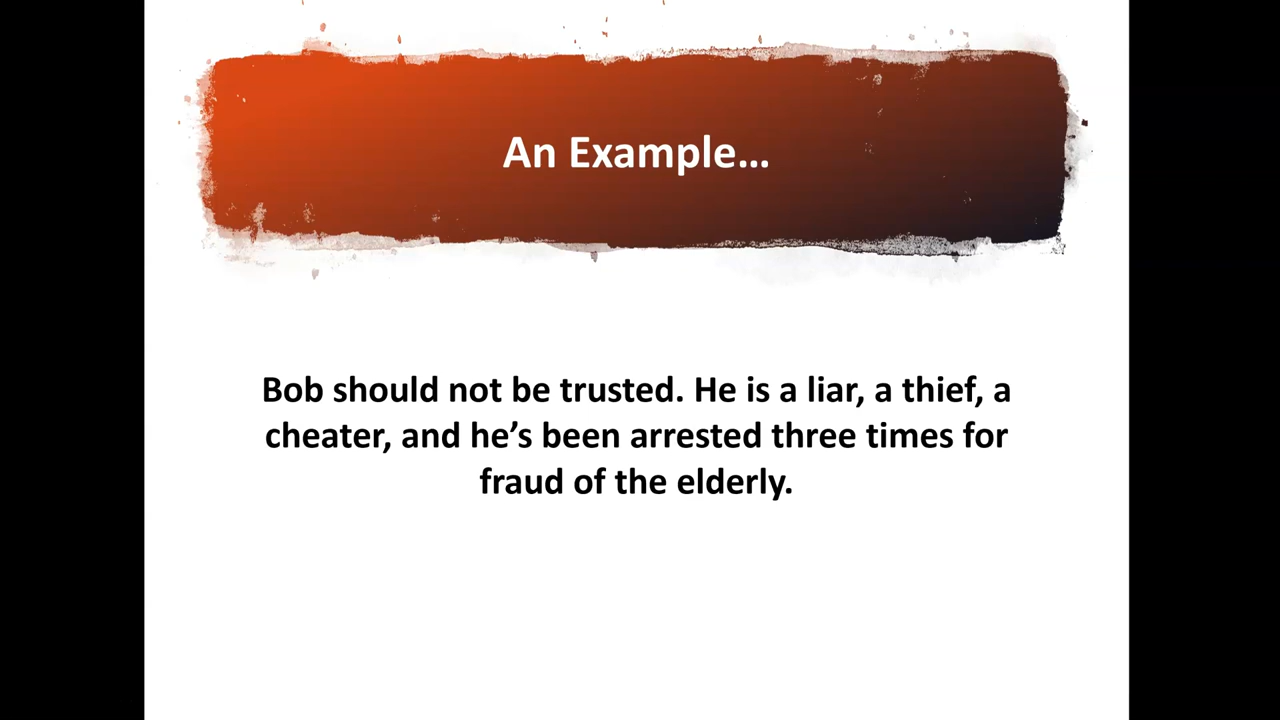 An Example…
Bob should not be trusted. He is a liar, a thief, a
cheater, and he’s been arrested three times for
fraud of the elderly.